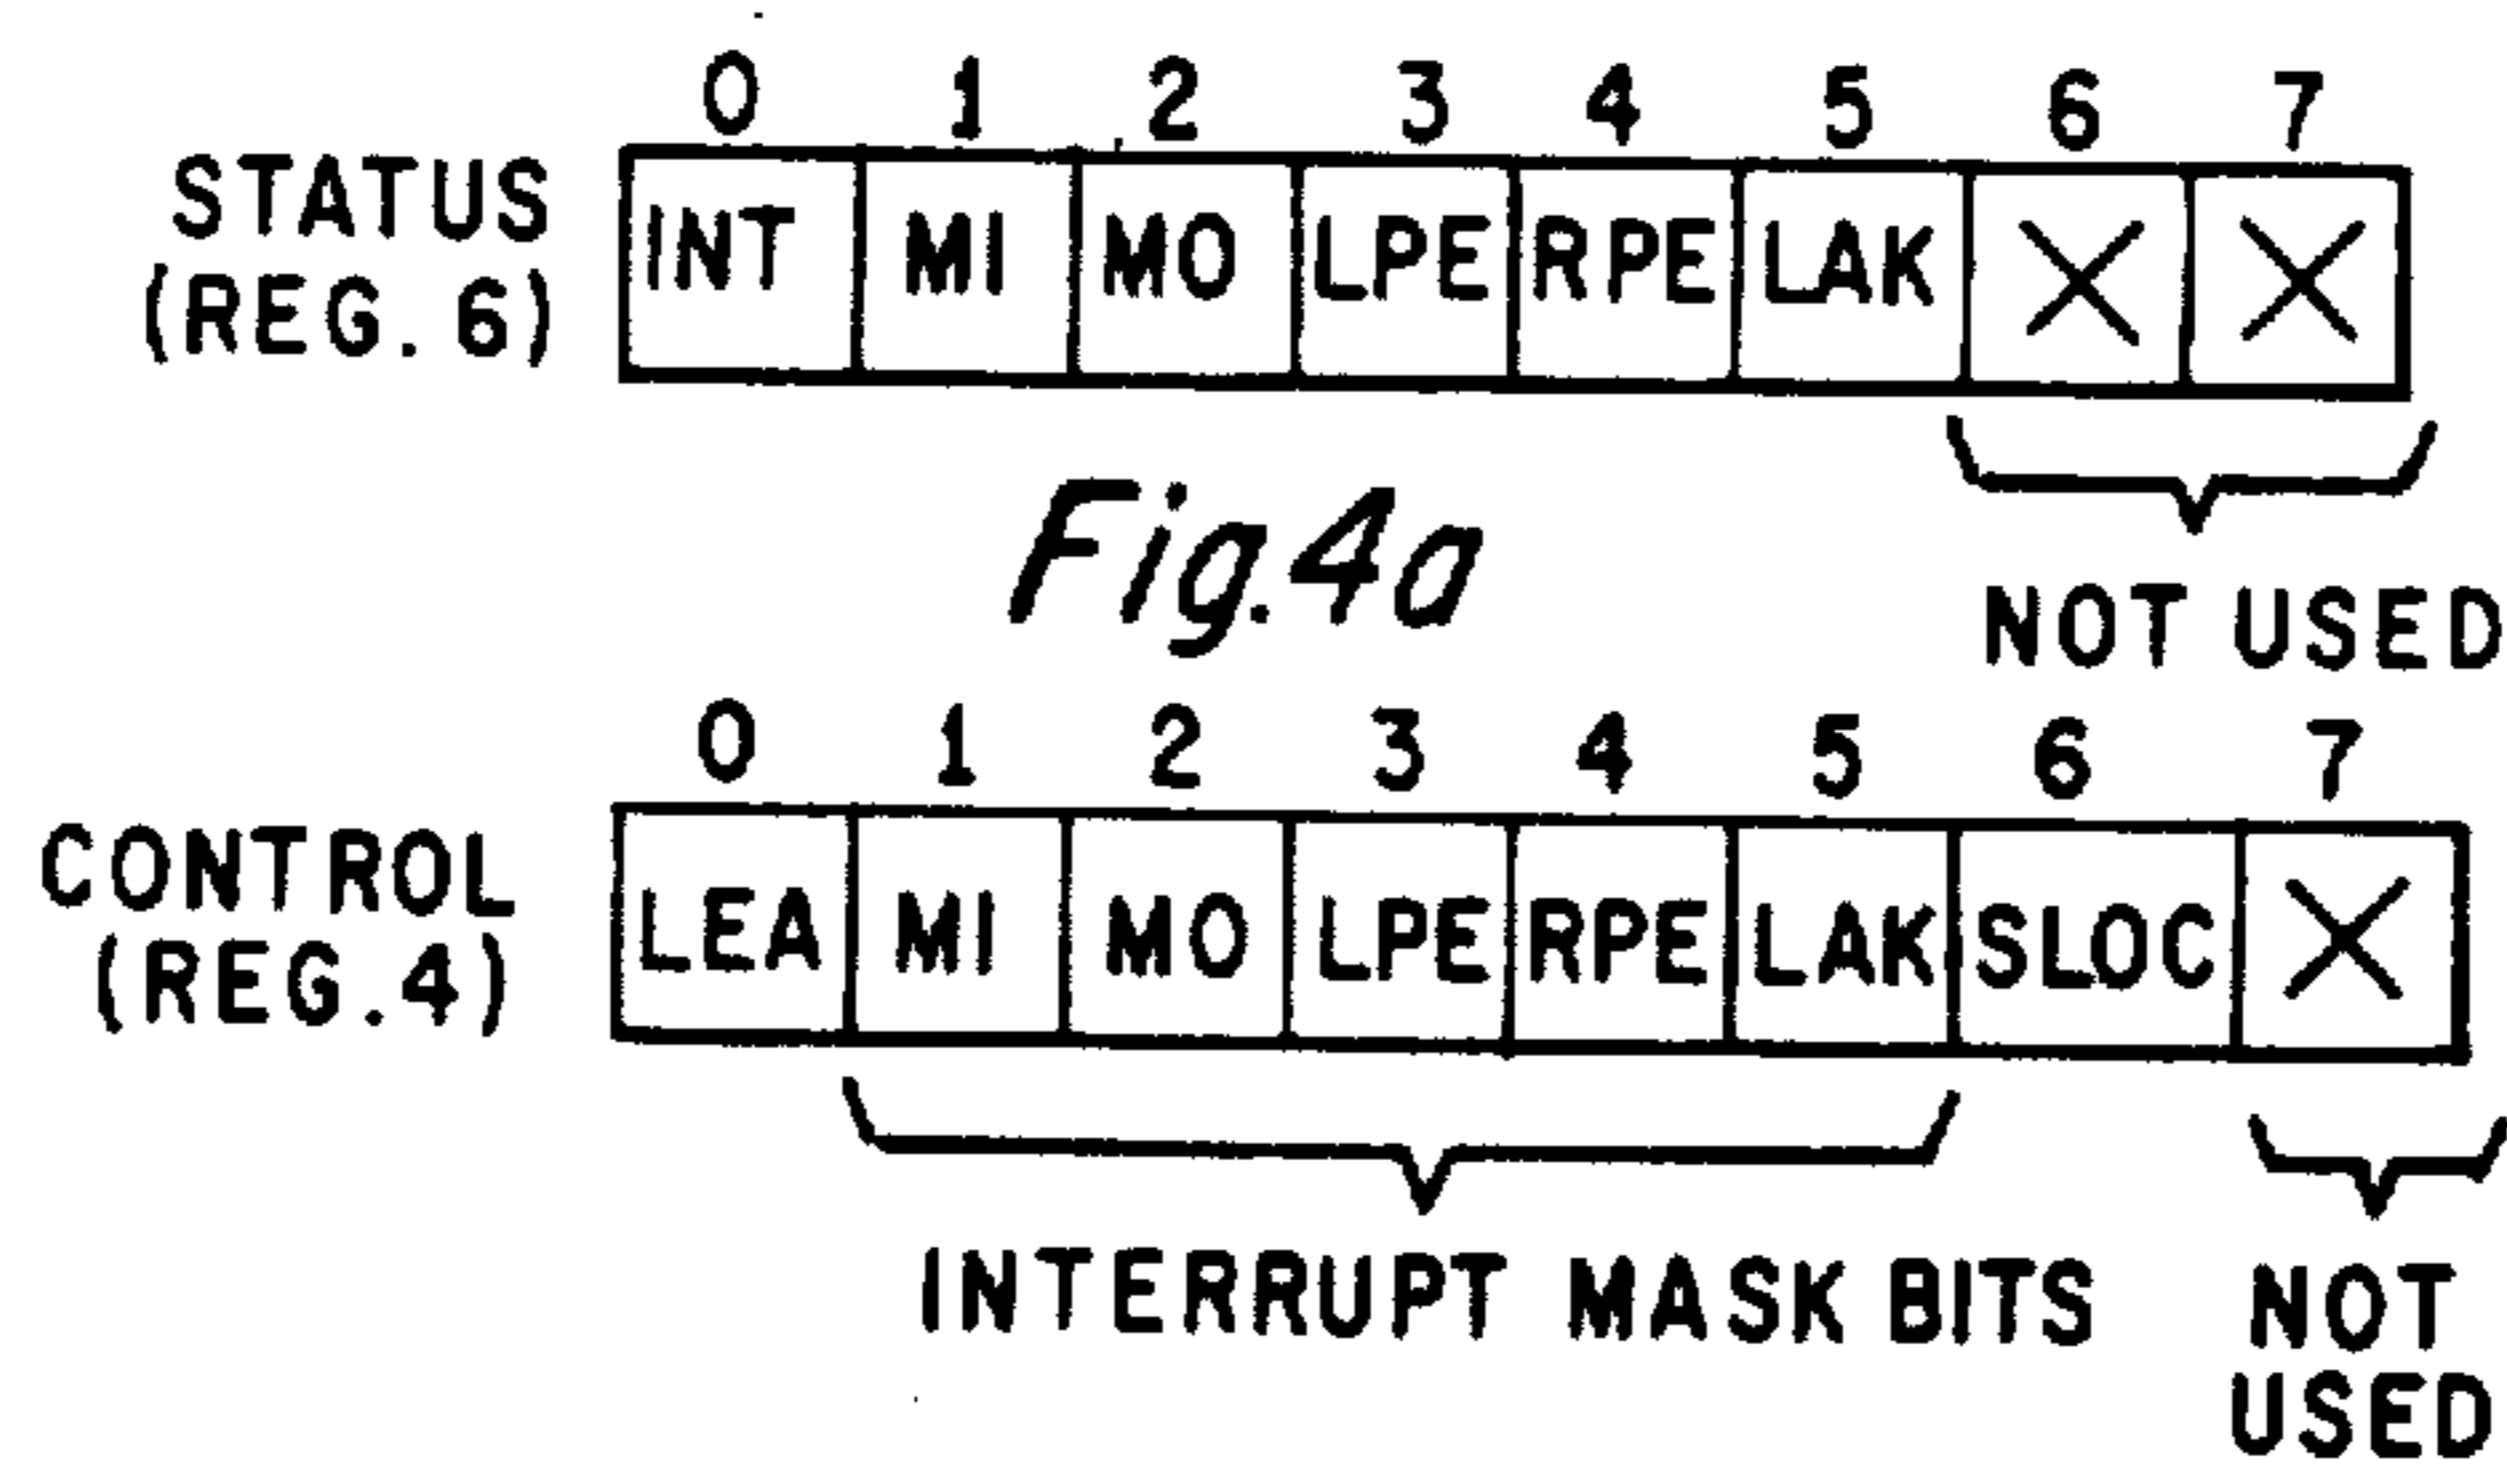 0 1 2 3 4 5 6 7
STATUS
(REG. 6)
INT MI MO LPE RPE LAK X X
NOT USED
Fig. 4a
0 1 2 3 4 5 6 7
CONTROL
(REG. 4)
LEA MI MO LPE RPE LAK SLOC X
INTERRUPT MASK BITS
NOT
USED